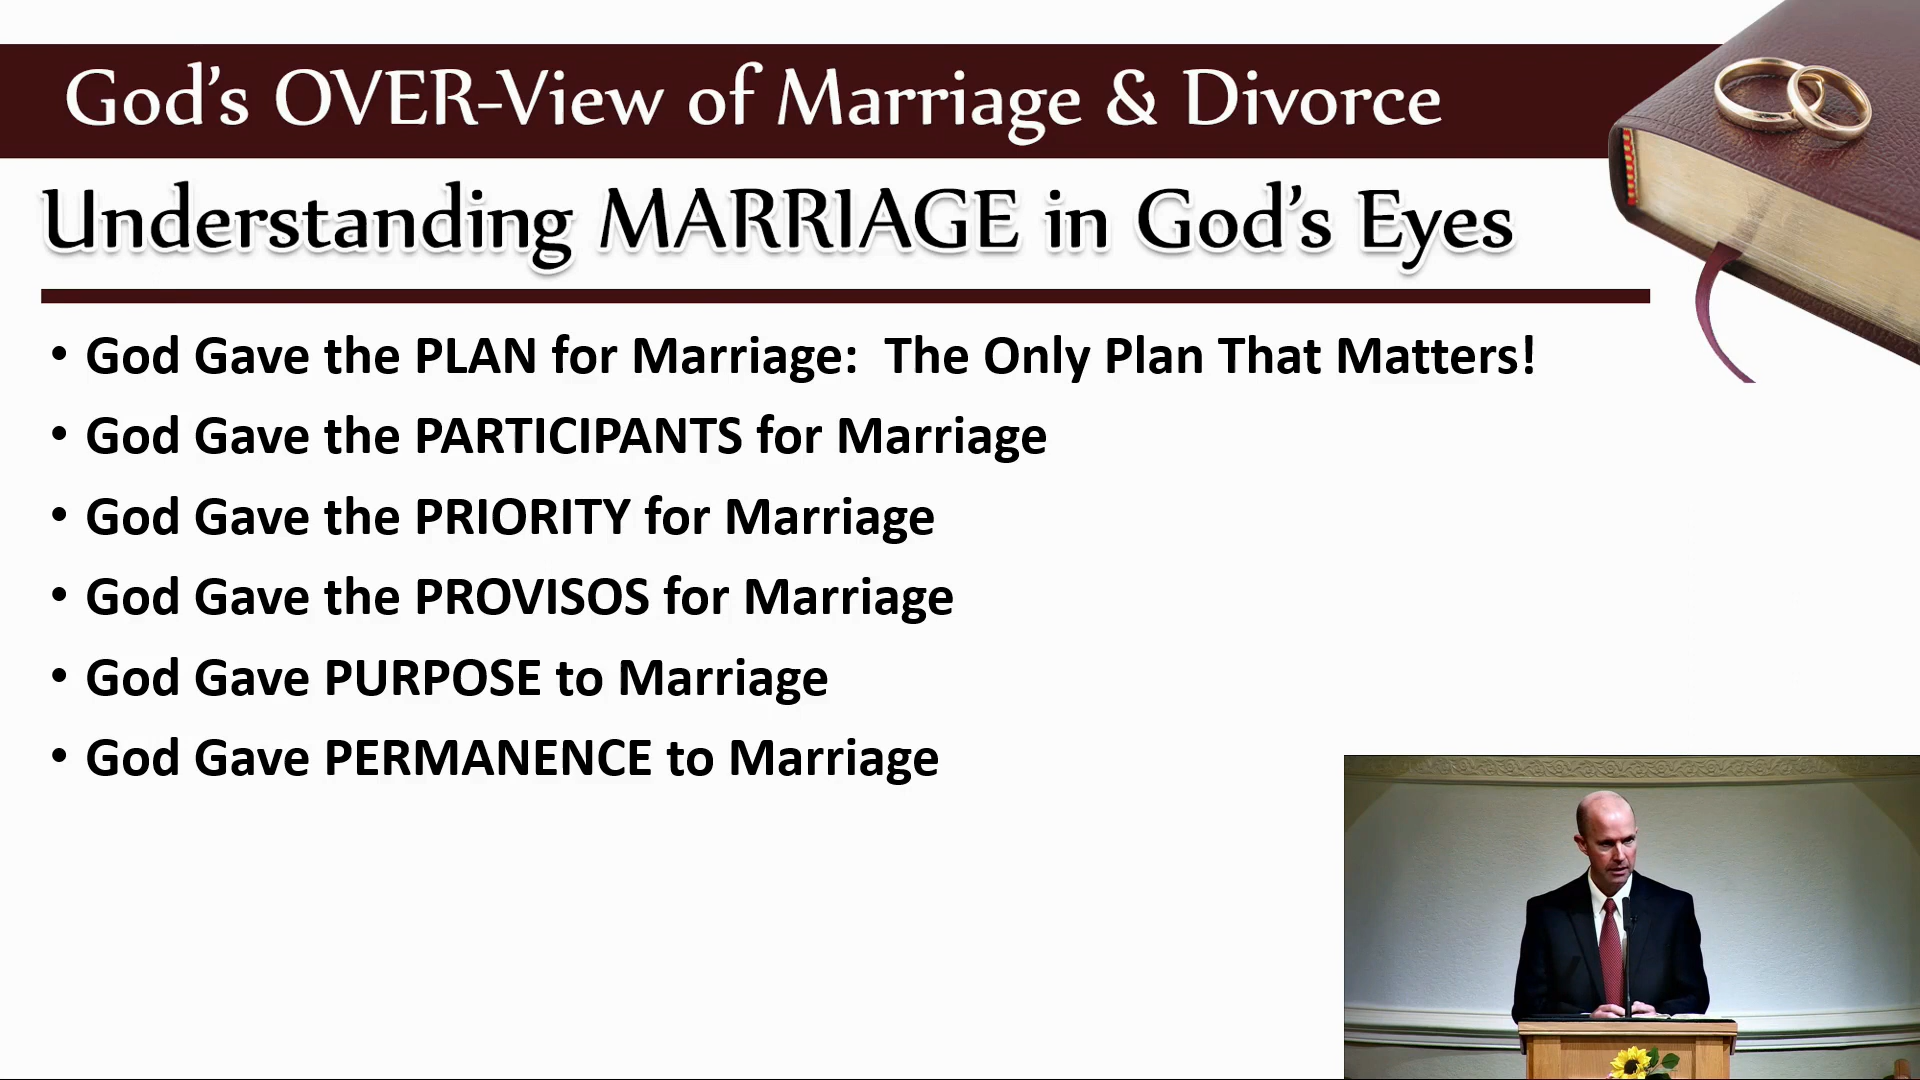 God's OVER-View of Marriage & Divorce
Understanding MARRIAGE in God's Eyes
• God Gave the PLAN for Marriage:  The Only Plan That Matters!
• God Gave the PARTICIPANTS for Marriage
• God Gave the PRIORITY for Marriage
• God Gave the PROVISOS for Marriage
• God Gave PURPOSE to Marriage
• God Gave PERMANENCE to Marriage